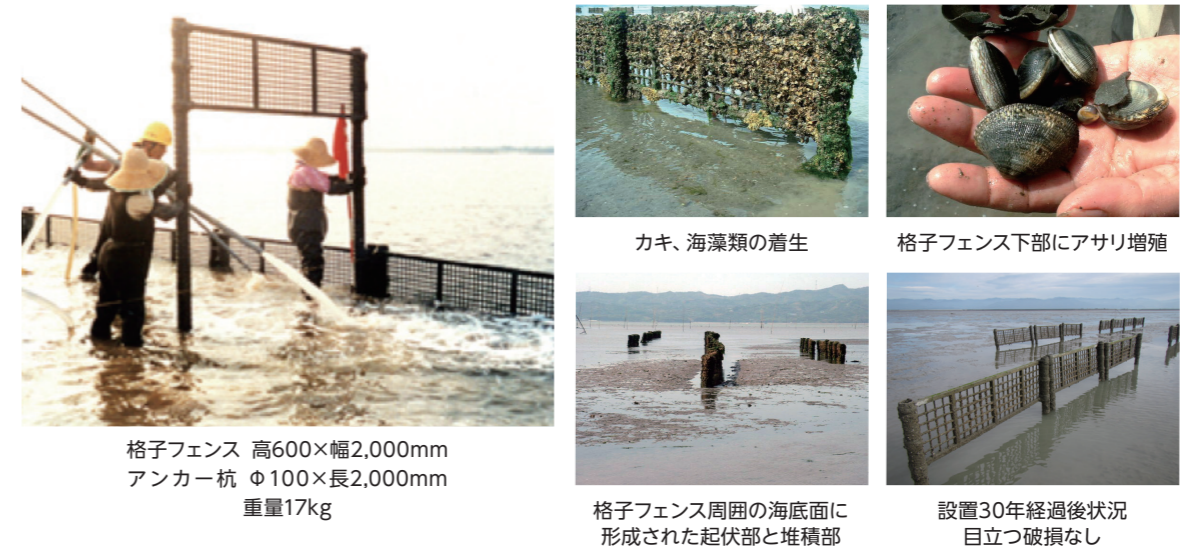 格子フェンス 高600×幅2,000mm
アンカー杭 Φ100×長2,000mm
重量17kg
カキ、海藻類の着生
格子フェンス下部にアサリ増殖
格子フェンス周囲の海底面に
形成された起伏部と堆積部
設置30年経過後状況
目立つ破損なし